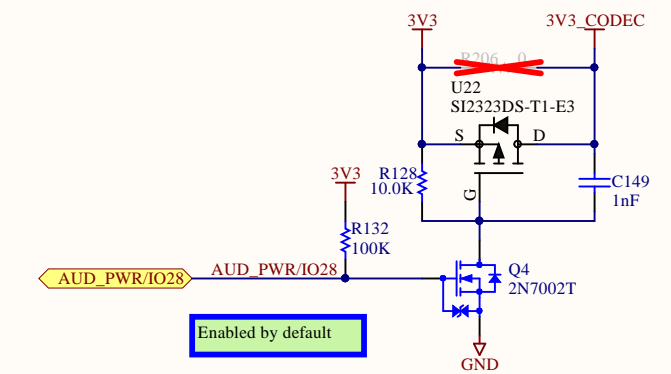 3V3
3V3_CODEC
R206
0
U22
SI2323DS-T1-E3
S
D
G
3V3
R128
10.0K
C149
1nF
R132
100K
AUD_PWR/IO28
AUD_PWR/IO28
Q4
2N7002T
Enabled by default
GND